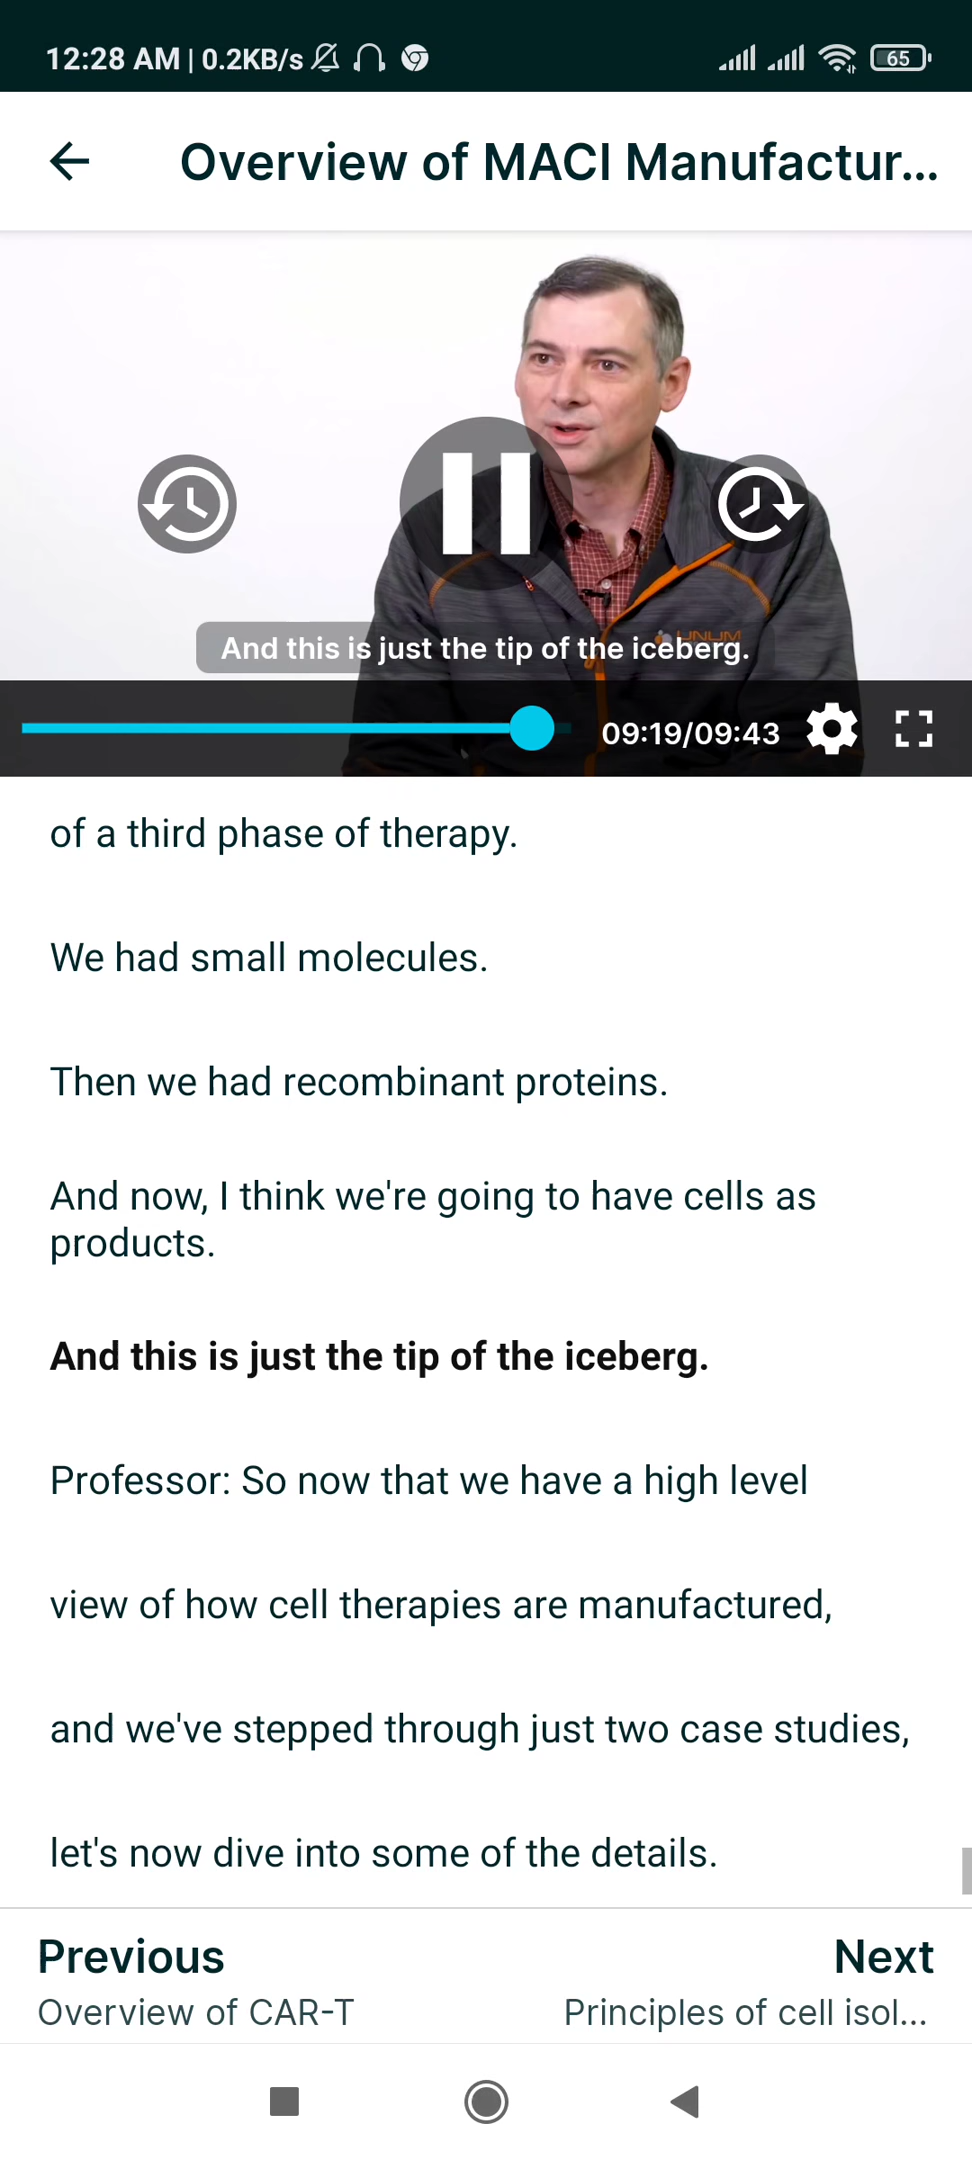 12:28 AM | 0.2KB/s
65
Overview of MACI Manufactur...
UNUM
And this is just the tip of the iceberg.
09:19/09:43
of a third phase of therapy.
We had small molecules.
Then we had recombinant proteins.
And now, I think we're going to have cells as
products.
And this is just the tip of the iceberg.
Professor: So now that we have a high level
view of how cell therapies are manufactured,
and we've stepped through just two case studies,
let's now dive into some of the details.
Previous
Next
Overview of CAR-T
Principles of cell isol...